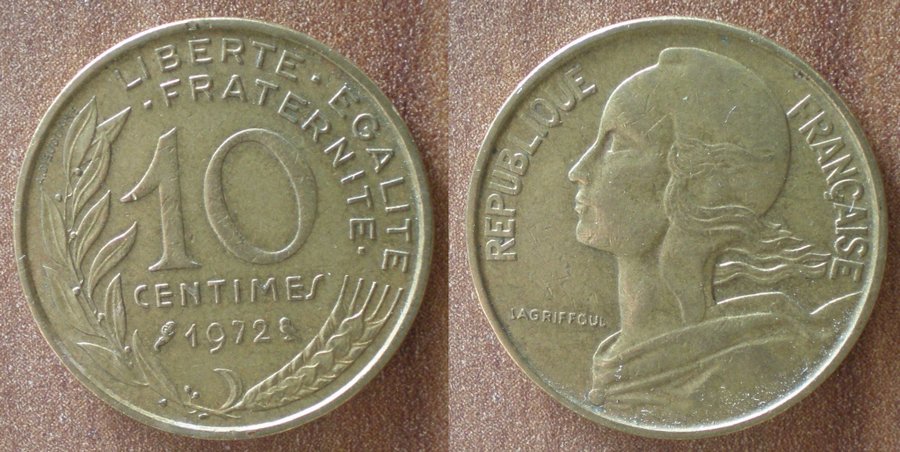 LIBERTE · EGALITE
· FRATERNITE ·
10
CENTIMES
1972
REPUBLIQUE
FRANÇAISE
LAGRIFFOUL